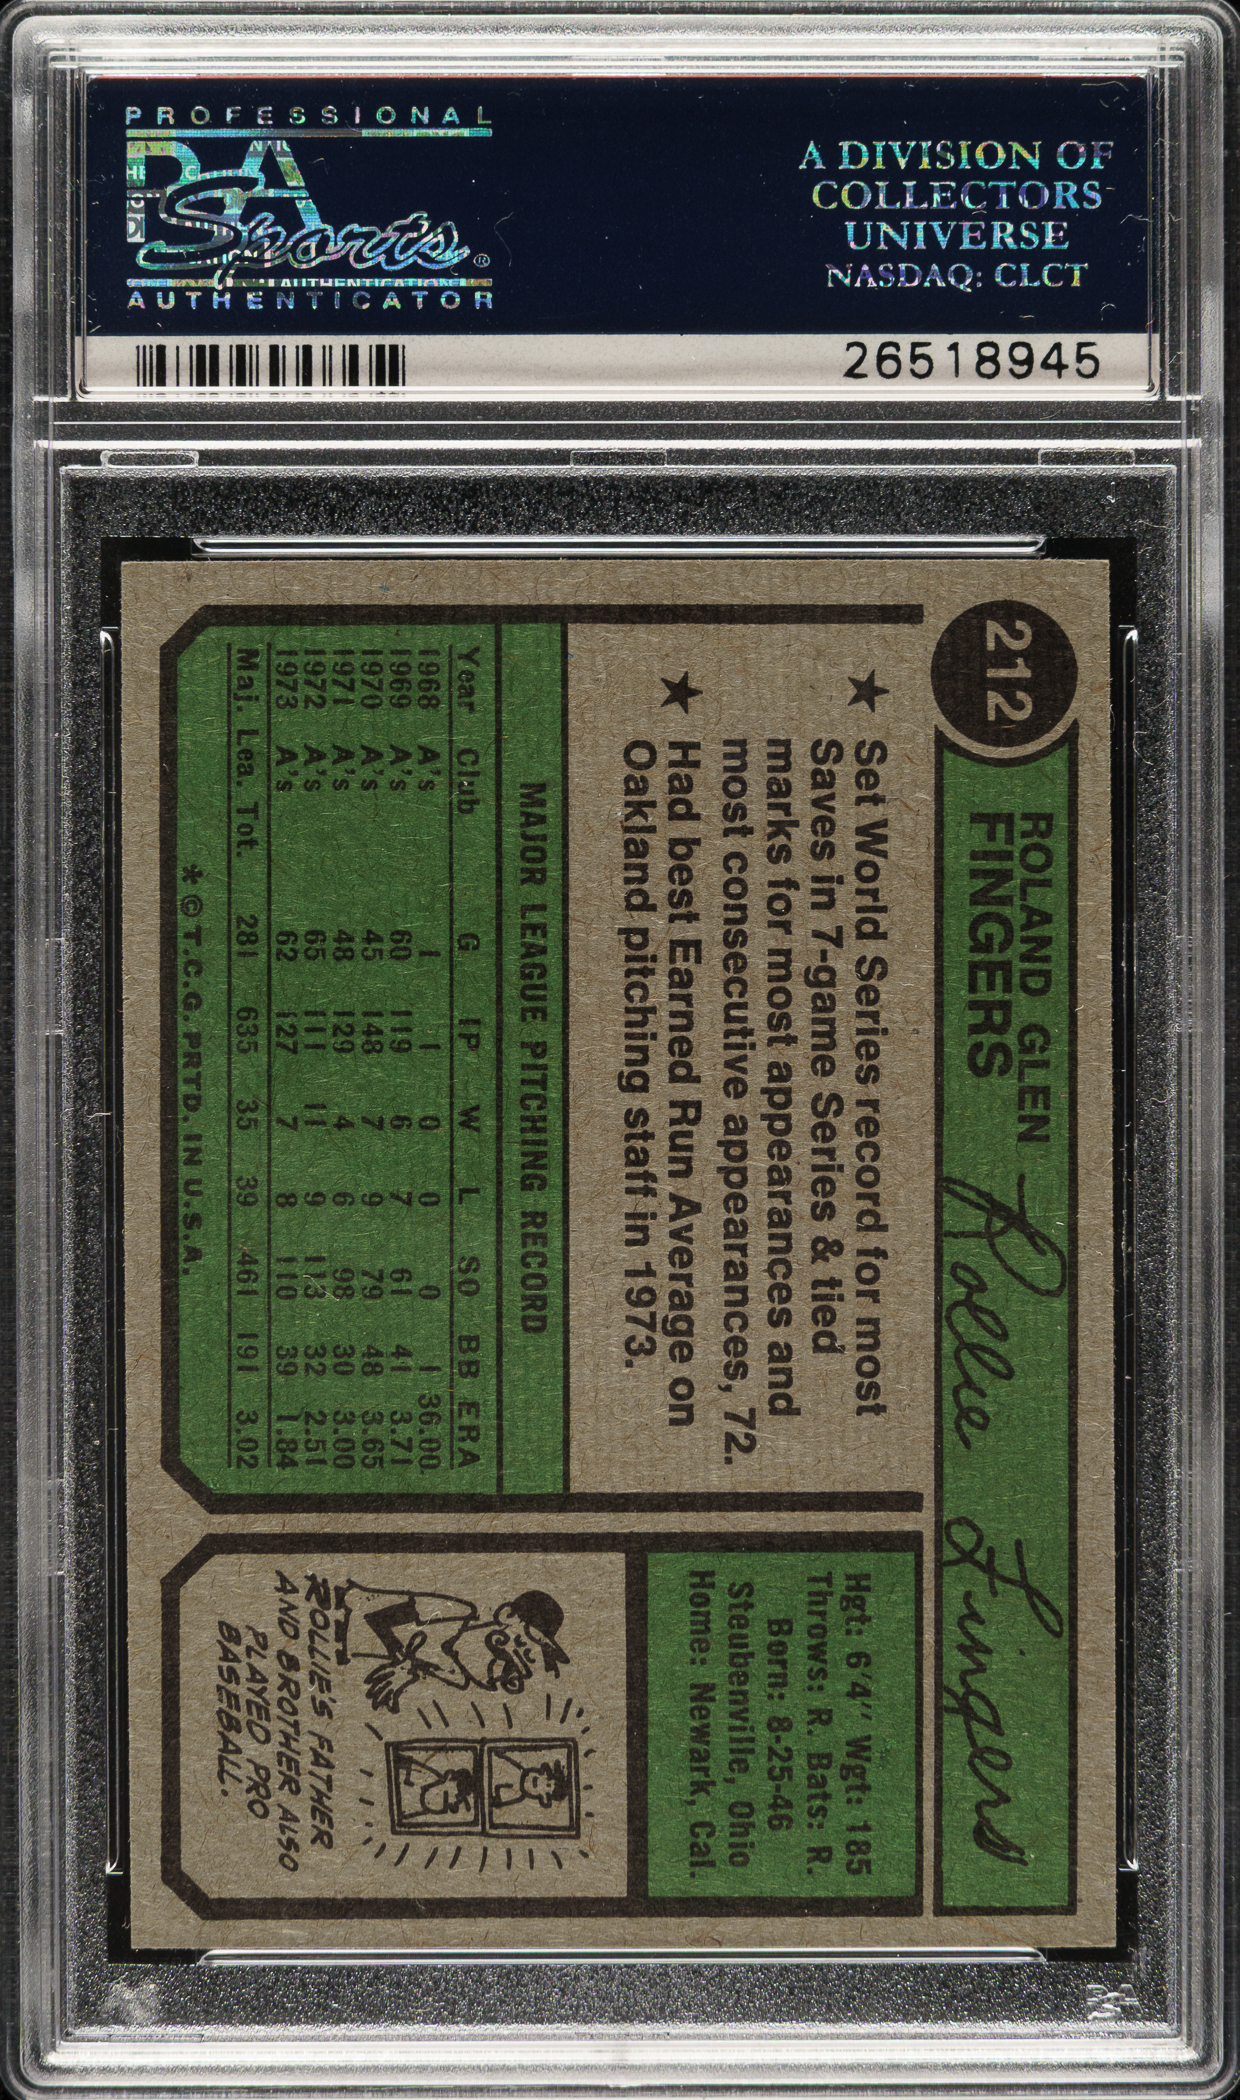 PROFESSIONAL
PSA
Sports®
AUTHENTICATOR
A DIVISION OF
COLLECTORS
UNIVERSE
NASDAQ: CLCT
26518945
212
ROLAND GLEN
FINGERS
Rollie Fingers
★ Set World Series record for most
Saves in 7-game Series & tied
marks for most appearances and
most consecutive appearances, 72.
★ Had best Earned Run Average on
Oakland pitching staff in 1973.
MAJOR LEAGUE PITCHING RECORD
Year Club G IP W L SO BB ERA
1968 A's 1 1 0 0 0 1 36.00
1969 A's 60 119 6 7 61 41 3.71
1970 A's 45 148 7 9 79 48 3.65
1971 A's 48 129 4 6 98 30 3.00
1972 A's 65 111 11 9 113 32 2.51
1973 A's 62 127 7 8 110 39 1.84
Maj. Lea. Tot. 281 635 35 39 461 191 3.02
*© T.C.G. PRTD. IN U.S.A.
Hgt: 6'4" Wgt: 185
Throws: R. Bats: R.
Born: 8-25-46
Steubenville, Ohio
Home: Newark, Cal.
ROLLIE'S FATHER
AND BROTHER ALSO
PLAYED PRO
BASEBALL.
PSA